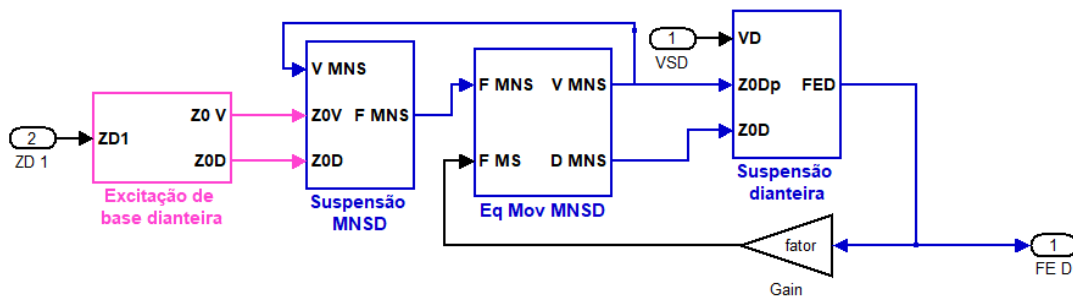 2
ZD 1
ZD1
Z0 V
Z0D
Excitação de
base dianteira
V MNS
Z0V
F MNS
Z0D
Suspensão
MNSD
F MNS
V MNS
F MS
D MNS
Eq Mov MNSD
1
VSD
VD
Z0Dp
FED
Z0D
Suspensão
dianteira
fator
Gain
1
FE D